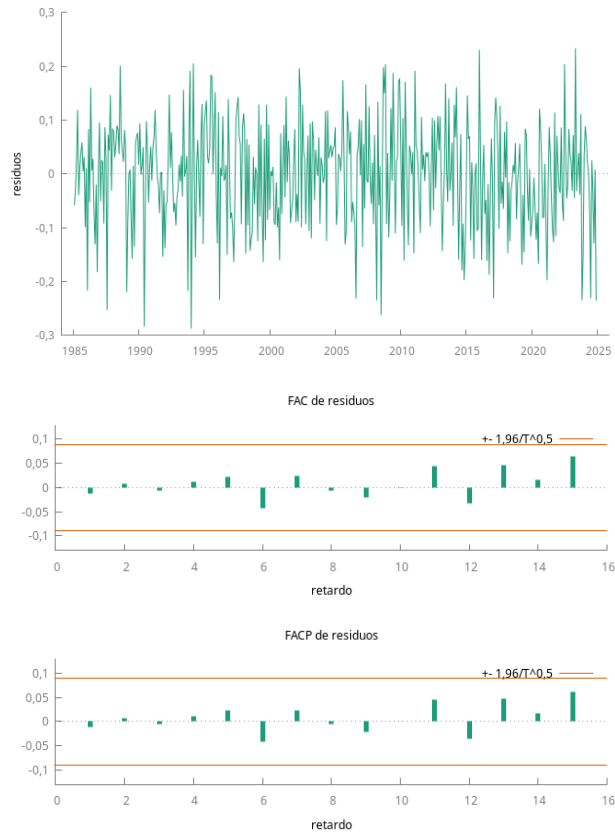 0,3
0,2
0,1
0
-0,1
-0,2
-0,3
residuos
1985 1990 1995 2000 2005 2010 2015 2020 2025
FAC de residuos
+- 1,96/T^0,5
0,1
0,05
0
-0,05
-0,1
0 2 4 6 8 10 12 14 16
retardo
FACP de residuos
+- 1,96/T^0,5
0,1
0,05
0
-0,05
-0,1
0 2 4 6 8 10 12 14 16
retardo